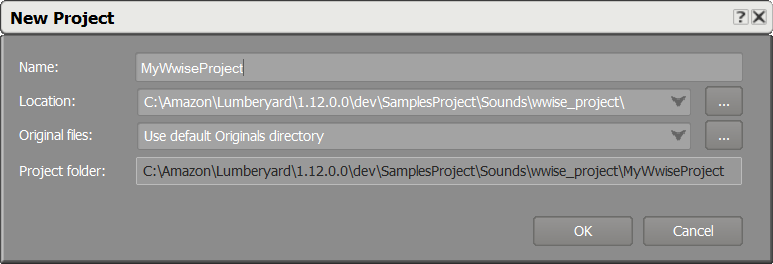 New Project
Name: MyWwiseProject
Location: C:\Amazon\Lumberyard\1.12.0.0\dev\SamplesProject\Sounds\wwise_project\ ...
Original files: Use default Originals directory ...
Project folder: C:\Amazon\Lumberyard\1.12.0.0\dev\SamplesProject\Sounds\wwise_project\MyWwiseProject
OK Cancel